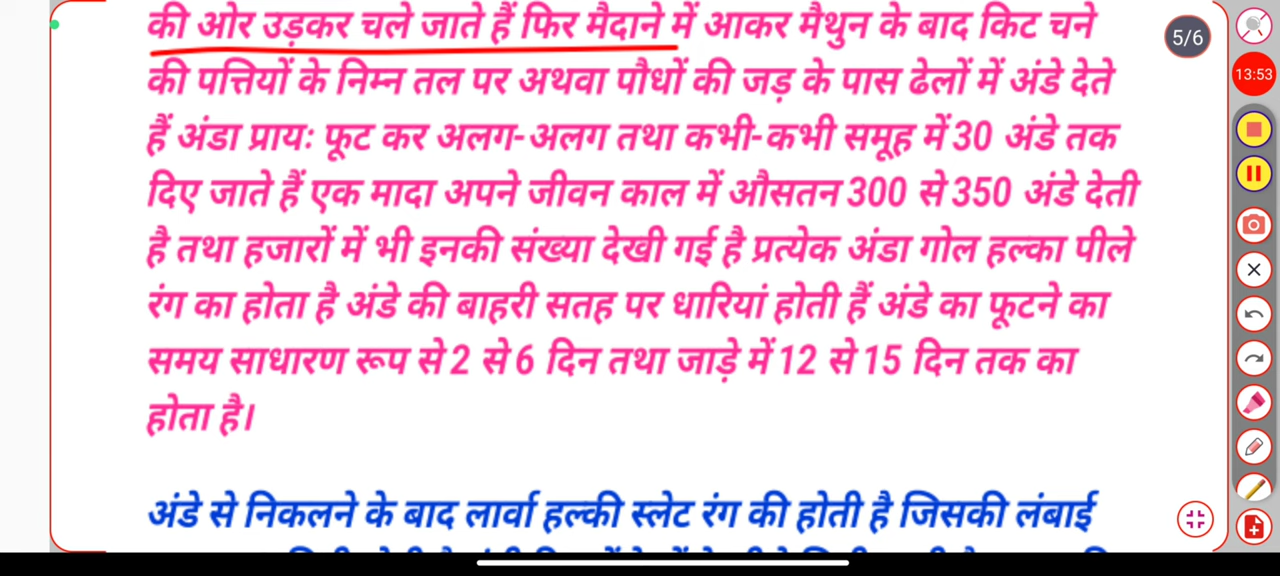 की ओर उड़कर चले जाते हैं फिर मैदाने में आकर मैथुन के बाद किट चने
की पत्तियों के निम्न तल पर अथवा पौधों की जड़ के पास ढेलों में अंडे देते
हैं अंडा प्रायः फूट कर अलग-अलग तथा कभी-कभी समूह में 30 अंडे तक
दिए जाते हैं एक मादा अपने जीवन काल में औसतन 300 से 350 अंडे देती
है तथा हजारों में भी इनकी संख्या देखी गई है प्रत्येक अंडा गोल हल्का पीले
रंग का होता है अंडे की बाहरी सतह पर धारियां होती हैं अंडे का फूटने का
समय साधारण रूप से 2 से 6 दिन तथा जाड़े में 12 से 15 दिन तक का
होता है।
अंडे से निकलने के बाद लार्वा हल्की स्लेट रंग की होती है जिसकी लंबाई
5/6
13:53